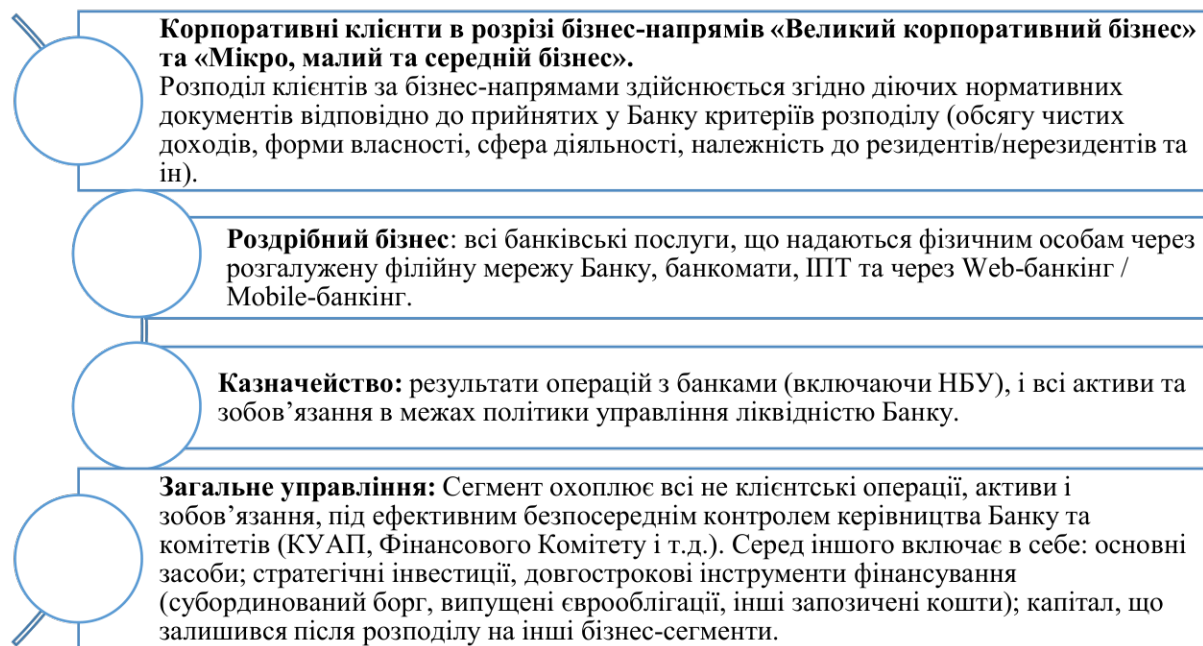 Корпоративні клієнти в розрізі бізнес-напрямів «Великий корпоративний бізнес»
та «Мікро, малий та середній бізнес».
Розподіл клієнтів за бізнес-напрямами здійснюється згідно діючих нормативних
документів відповідно до прийнятих у Банку критеріїв розподілу (обсягу чистих
доходів, форми власності, сфера діяльності, належність до резидентів/нерезидентів та
ін).
Роздрібний бізнес: всі банківські послуги, що надаються фізичним особам через
розгалужену філійну мережу Банку, банкомати, ІПТ та через Web-банкінг /
Mobile-банкінг.
Казначейство: результати операцій з банками (включаючи НБУ), і всі активи та
зобов’язання в межах політики управління ліквідністю Банку.
Загальне управління: Сегмент охоплює всі не клієнтські операції, активи і
зобов’язання, під ефективним безпосереднім контролем керівництва Банку та
комітетів (КУАП, Фінансового Комітету і т.д.). Серед іншого включає в себе: основні
засоби; стратегічні інвестиції, довгострокові інструменти фінансування
(субординований борг, випущені єврооблігації, інші запозичені кошти); капітал, що
залишився після розподілу на інші бізнес-сегменти.